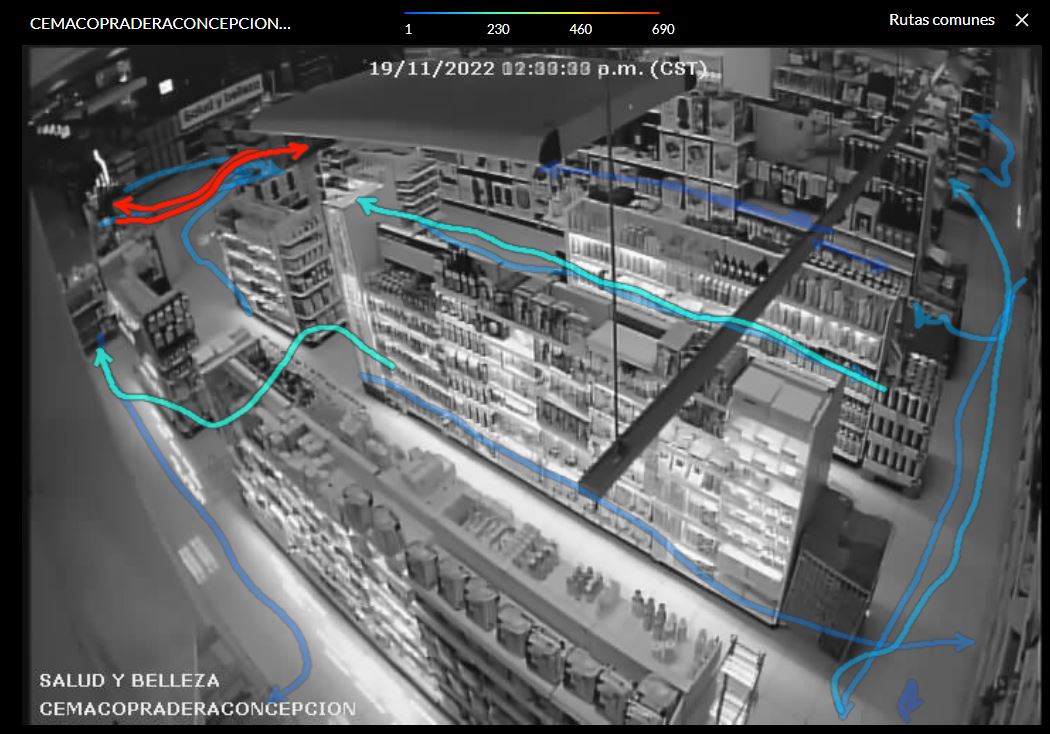 CEMACOPRADERACONCEPCION...
1 230 460 690
Rutas comunes
19/11/2022 a.m. (CST)
Salud y belleza
SALUD Y BELLEZA
CEMACOPRADERACONCEPCION